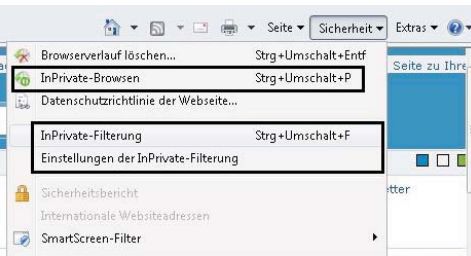 Seite Sicherheit Extras
Browserverlauf löschen... Strg+Umschalt+Entf
Seite zu Ihre
InPrivate-Browsen Strg+Umschalt+P
Datenschutzrichtlinie der Webseite...
InPrivate-Filterung Strg+Umschalt+F
Einstellungen der InPrivate-Filterung
Sicherheitsbericht
tter
Internationale Websiteadressen
SmartScreen-Filter